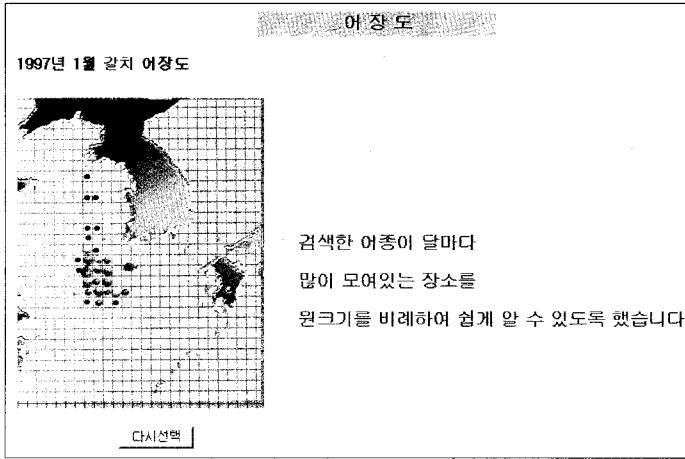 어 장 도
1997년 1월 갈치 어장도
검색한 어종이 달마다
많이 모여있는 장소를
원크기를 비례하여 쉽게 알 수 있도록 했습니다
다시선택